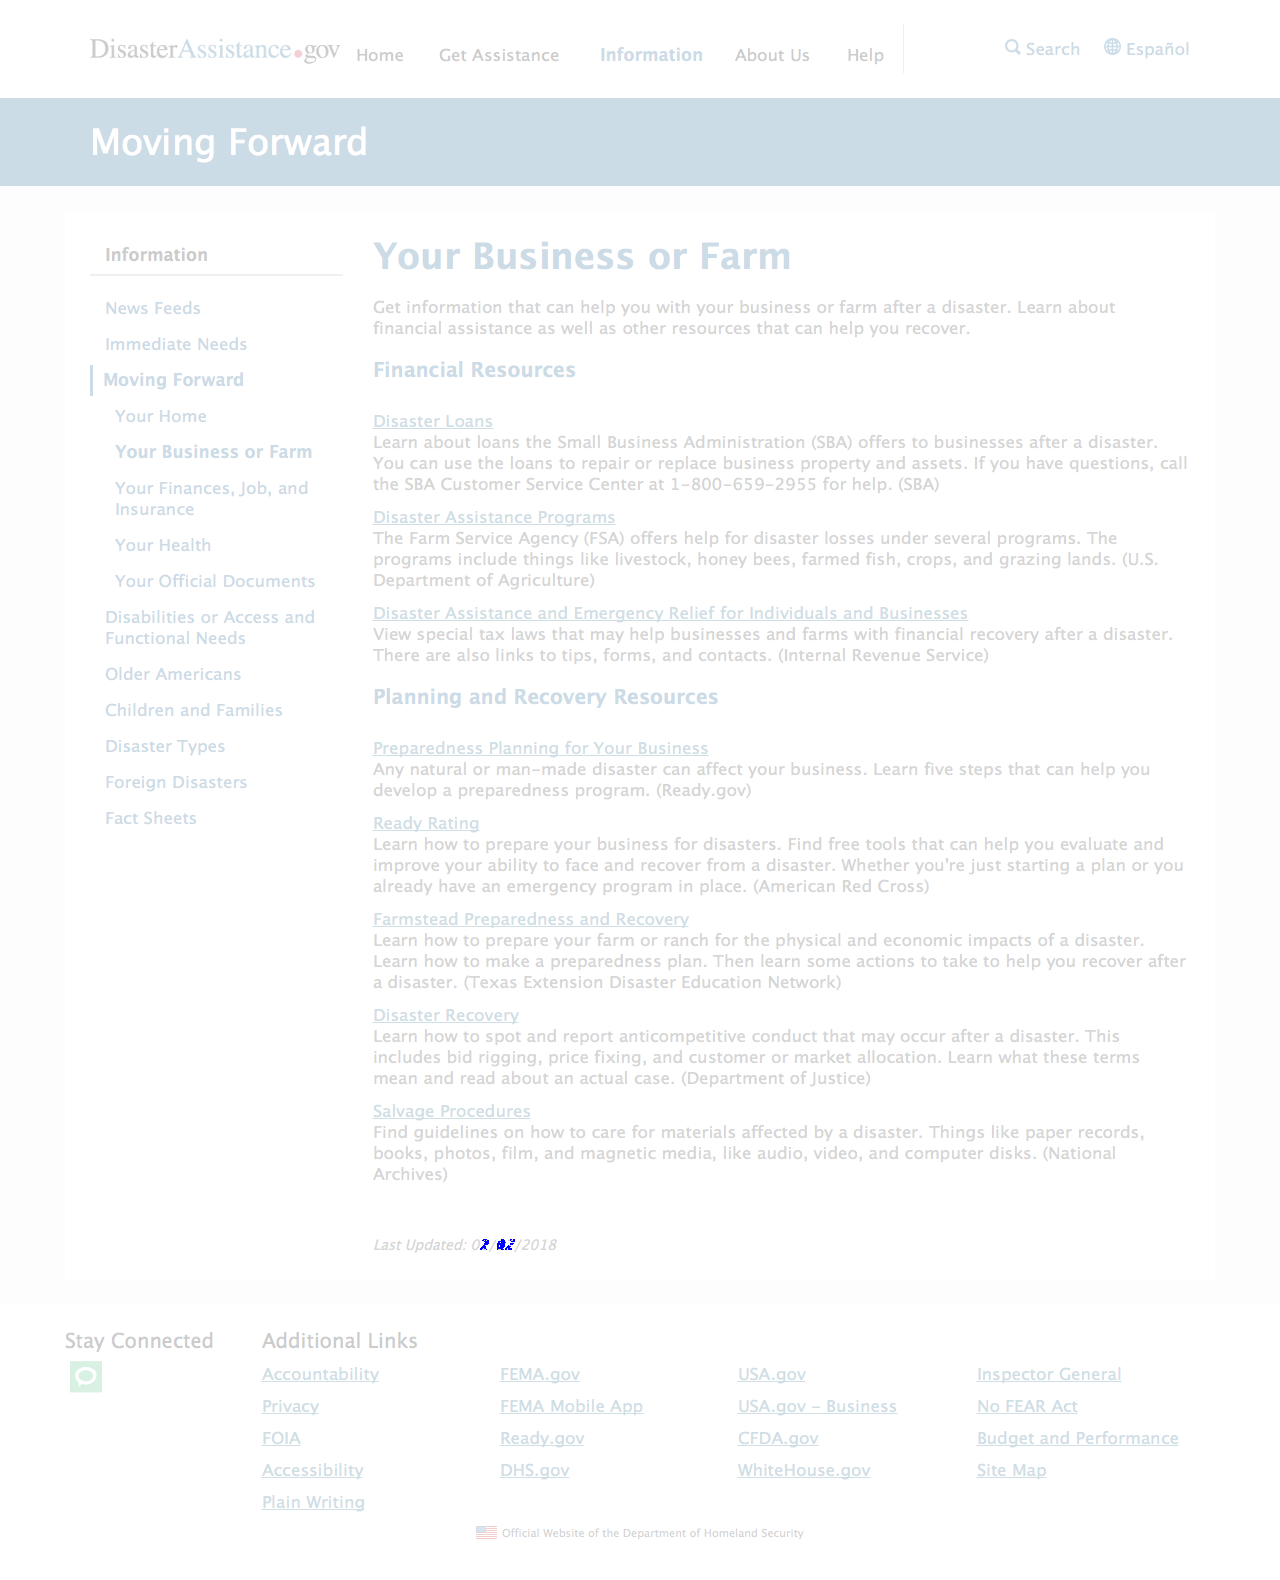 DisasterAssistance.gov Home Get Assistance Information About Us Help Search Español
Moving Forward
Information
News Feeds
Immediate Needs
Moving Forward
Your Home
Your Business or Farm
Your Finances, Job, and
Insurance
Your Health
Your Official Documents
Disabilities or Access and
Functional Needs
Older Americans
Children and Families
Disaster Types
Foreign Disasters
Fact Sheets
Your Business or Farm
Get information that can help you with your business or farm after a disaster. Learn about
financial assistance as well as other resources that can help you recover.
Financial Resources
Disaster Loans
Learn about loans the Small Business Administration (SBA) offers to businesses after a disaster.
You can use the loans to repair or replace business property and assets. If you have questions, call
the SBA Customer Service Center at 1-800-659-2955 for help. (SBA)
Disaster Assistance Programs
The Farm Service Agency (FSA) offers help for disaster losses under several programs. The
programs include things like livestock, honey bees, farmed fish, crops, and grazing lands. (U.S.
Department of Agriculture)
Disaster Assistance and Emergency Relief for Individuals and Businesses
View special tax laws that may help businesses and farms with financial recovery after a disaster.
There are also links to tips, forms, and contacts. (Internal Revenue Service)
Planning and Recovery Resources
Preparedness Planning for Your Business
Any natural or man-made disaster can affect your business. Learn five steps that can help you
develop a preparedness program. (Ready.gov)
Ready Rating
Learn how to prepare your business for disasters. Find free tools that can help you evaluate and
improve your ability to face and recover from a disaster. Whether you're just starting a plan or you
already have an emergency program in place. (American Red Cross)
Farmstead Preparedness and Recovery
Learn how to prepare your farm or ranch for the physical and economic impacts of a disaster.
Learn how to make a preparedness plan. Then learn some actions to take to help you recover after
a disaster. (Texas Extension Disaster Education Network)
Disaster Recovery
Learn how to spot and report anticompetitive conduct that may occur after a disaster. This
includes bid rigging, price fixing, and customer or market allocation. Learn what these terms
mean and read about an actual case. (Department of Justice)
Salvage Procedures
Find guidelines on how to care for materials affected by a disaster. Things like paper records,
books, photos, film, and magnetic media, like audio, video, and computer disks. (National
Archives)
Last Updated:
Stay Connected
Additional Links
Accountability FEMA.gov USA.gov Inspector General
Privacy FEMA Mobile App USA.gov - Business No FEAR Act
FOIA Ready.gov CFDA.gov Budget and Performance
Accessibility DHS.gov WhiteHouse.gov Site Map
Plain Writing
Official Website of the Department of Homeland Security